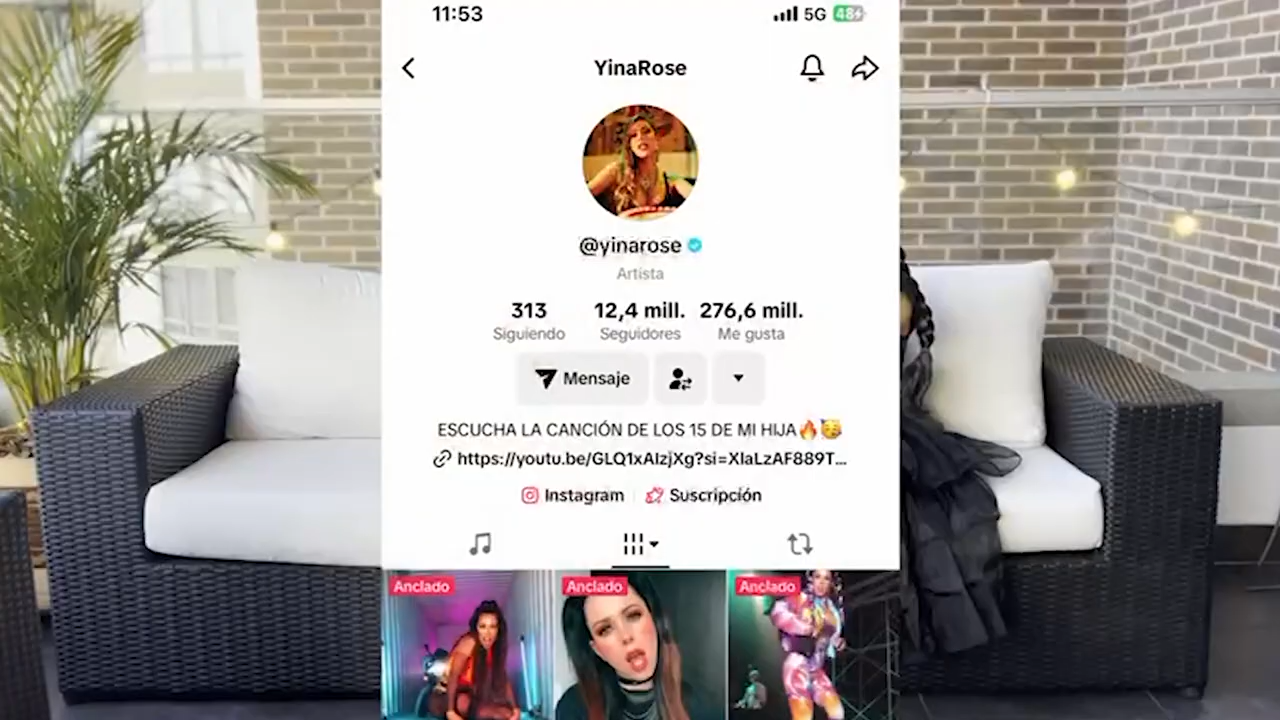 11:53
5G 48
YinaRose
@yinarose
Artista
313 12,4 mill. 276,6 mill.
Siguiendo Seguidores Me gusta
Mensaje
ESCUCHA LA CANCIÓN DE LOS 15 DE MI HIJA🔥🥳
https://youtu.be/GLQ1xAIzjXg?si=XlaLzAF889T...
Instagram Suscripción
Anclado Anclado Anclado